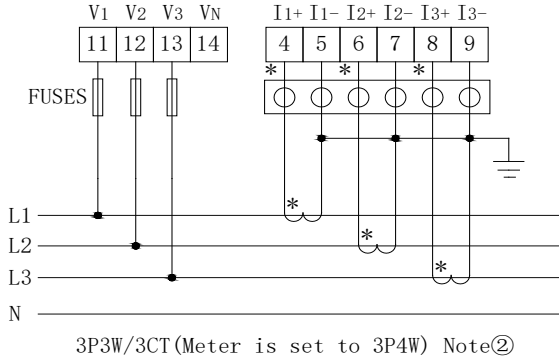 V1 V2 V3 VN I1+ I1- I2+ I2- I3+ I3-
11 12 13 14 4 5 6 7 8 9
* * *
FUSES
L1 *
L2 *
L3 *
N
3P3W/3CT(Meter is set to 3P4W) Note②